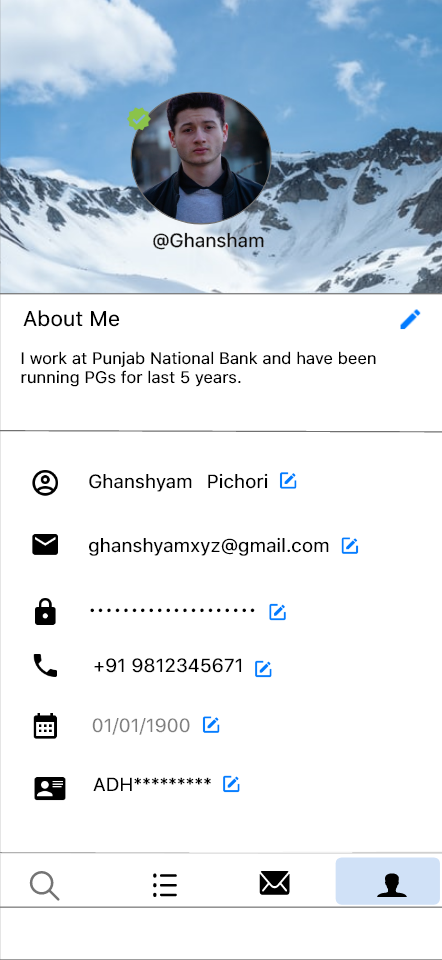 @Ghansham
About Me
I work at Punjab National Bank and have been
running PGs for last 5 years.
Ghanshyam Pichori
ghanshyamxyz@gmail.com
••••••••••••••••••••
+91 9812345671
01/01/1900
ADH*********